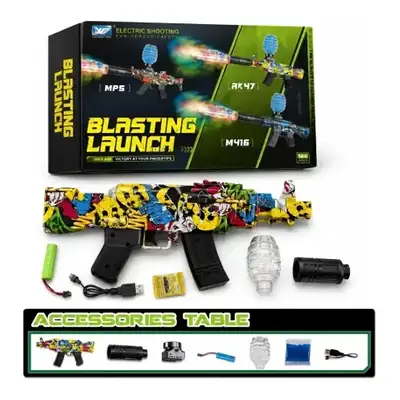 ELECTRIC SHOOTING
MP5
AK47
M416
BLASTING
LAUNCH
BLASTING
LAUNCH
VICTORY AT YOUR FINGERTIPS
ACCESSORIES TABLE